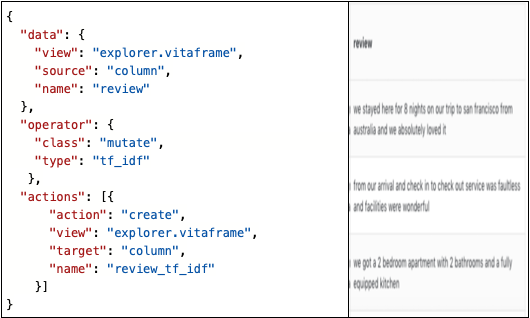 {
  "data": {
    "view": "explorer.vitaframe",
    "source": "column",
    "name": "review"
  },
  "operator": {
    "class": "mutate",
    "type": "tf_idf"
   },
  "actions": [{
      "action": "create",
      "view": "explorer.vitaframe",
      "target": "column",
      "name": "review_tf_idf"
    }]
}
review
we stayed here for 8 nights on our trip to san francisco from
australia and we absolutely loved it
from our arrival and check in to check out service was faultless
and facilities were wonderful
we got a 2 bedroom apartment with 2 bathrooms and a fully
equipped kitchen